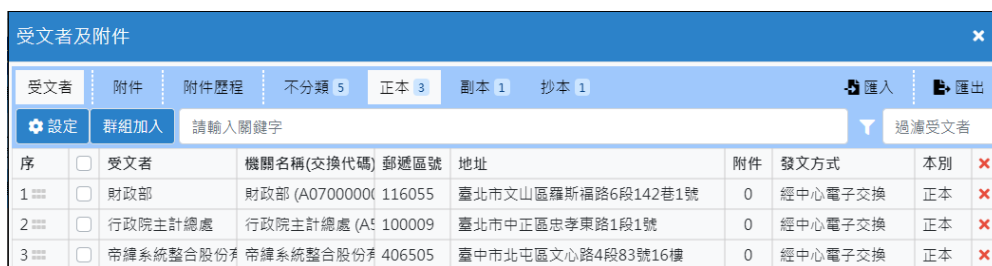 受文者及附件 ×
受文者 附件 附件歷程 不分類 5 正本 3 副本 1 抄本 1 匯入 匯出
設定 群組加入 請輸入關鍵字 過濾受文者
序 受文者 機關名稱(交換代碼) 郵遞區號 地址 附件 發文方式 本別
1 財政部 財政部 (A07000000 116055 臺北市文山區羅斯福路6段142巷1號 0 經中心電子交換 正本
2 行政院主計總處 行政院主計總處 (A5 100009 臺北市中正區忠孝東路1段1號 0 經中心電子交換 正本
3 帝緯系統整合股份有 帝緯系統整合股份有 406505 臺中市北屯區文心路4段83號16樓 0 經中心電子交換 正本